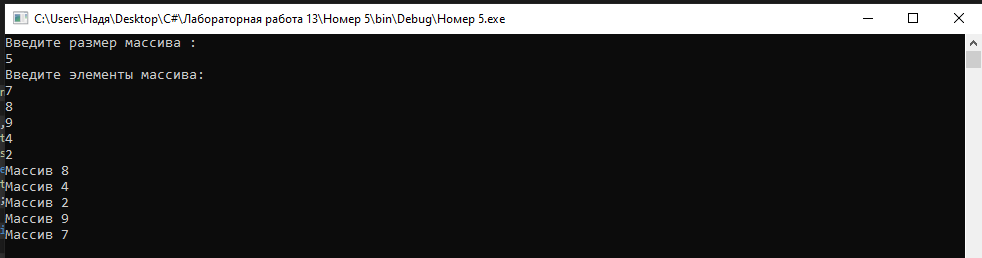 C:\Users\Надя\Desktop\C#\Лабораторная работа 13\Номер 5\bin\Debug\Номер 5.exe
Введите размер массива :
5
Введите элементы массива:
7
8
9
4
2
Массив 8
Массив 4
Массив 2
Массив 9
Массив 7